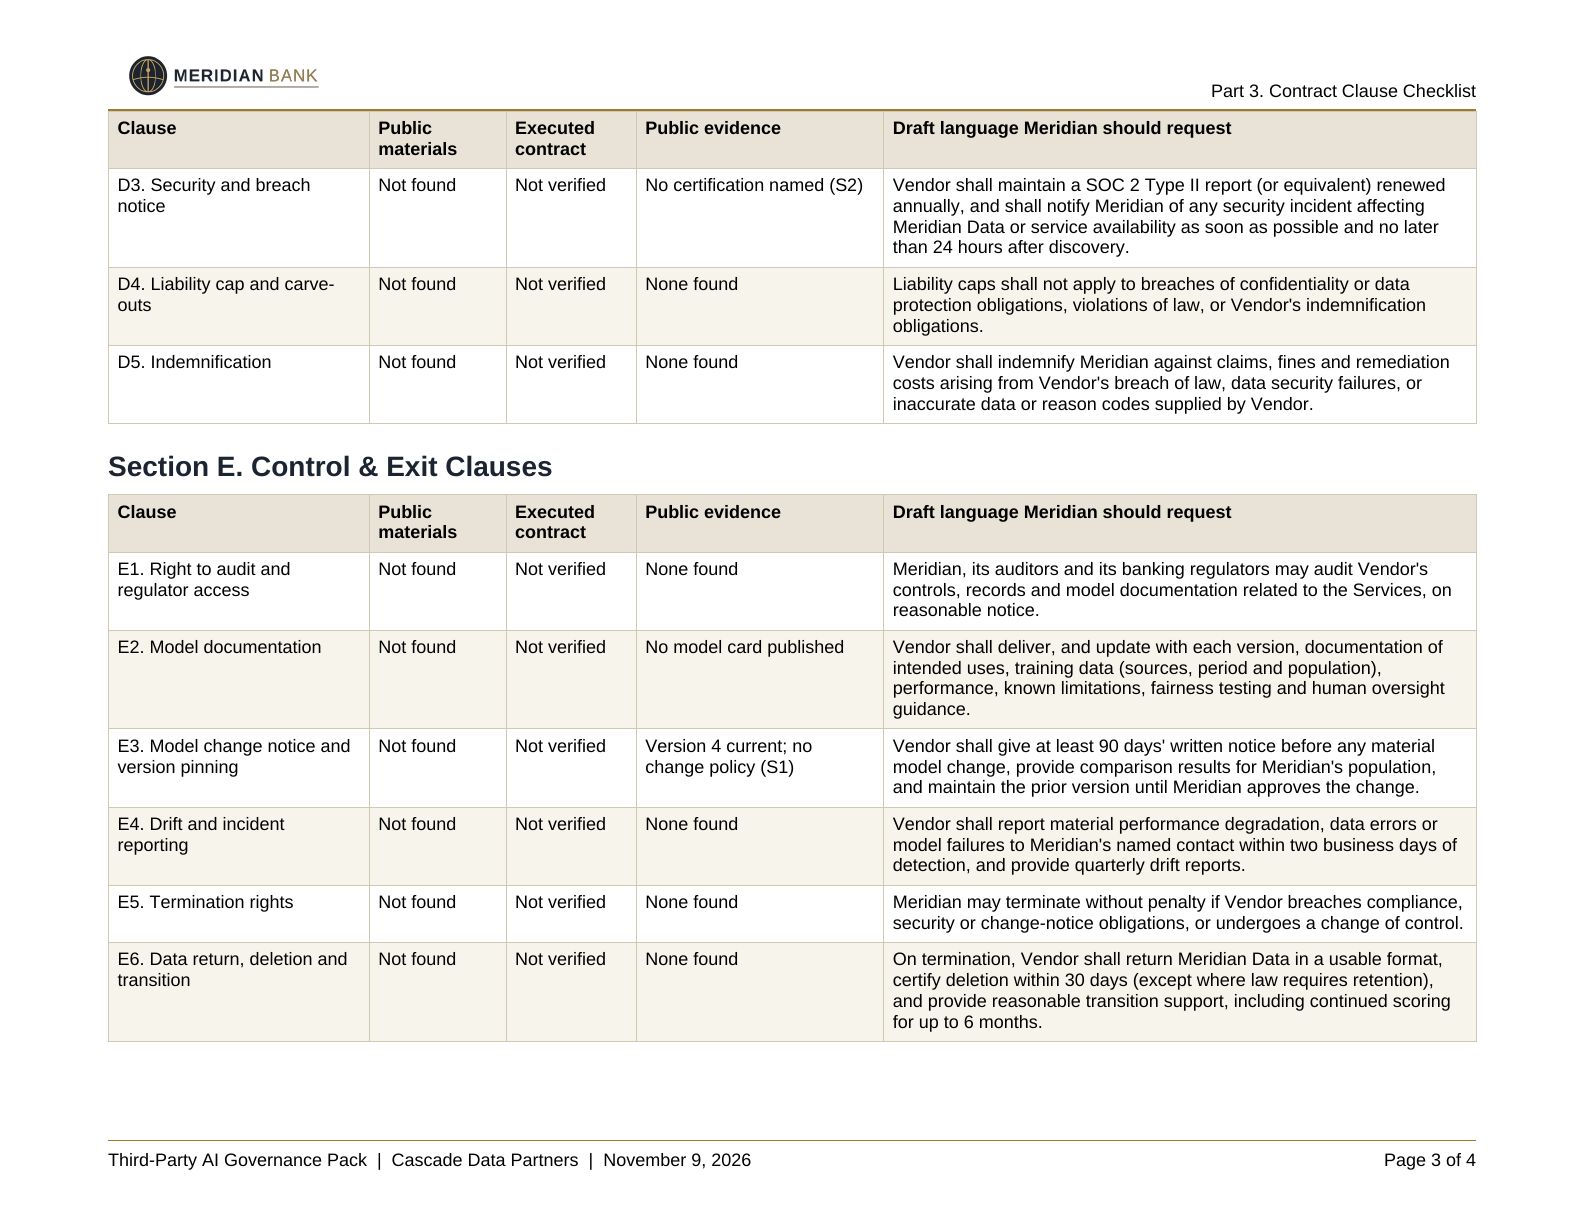 MERIDIAN BANK
Part 3. Contract Clause Checklist
Clause
Public
materials
Executed
contract
Public evidence
Draft language Meridian should request
D3. Security and breach
notice
Not found
Not verified
No certification named (S2)
Vendor shall maintain a SOC 2 Type II report (or equivalent) renewed
annually, and shall notify Meridian of any security incident affecting
Meridian Data or service availability as soon as possible and no later
than 24 hours after discovery.
D4. Liability cap and carve-
outs
Not found
Not verified
None found
Liability caps shall not apply to breaches of confidentiality or data
protection obligations, violations of law, or Vendor's indemnification
obligations.
D5. Indemnification
Not found
Not verified
None found
Vendor shall indemnify Meridian against claims, fines and remediation
costs arising from Vendor's breach of law, data security failures, or
inaccurate data or reason codes supplied by Vendor.
Section E. Control & Exit Clauses
Clause
Public
materials
Executed
contract
Public evidence
Draft language Meridian should request
E1. Right to audit and
regulator access
Not found
Not verified
None found
Meridian, its auditors and its banking regulators may audit Vendor's
controls, records and model documentation related to the Services, on
reasonable notice.
E2. Model documentation
Not found
Not verified
No model card published
Vendor shall deliver, and update with each version, documentation of
intended uses, training data (sources, period and population),
performance, known limitations, fairness testing and human oversight
guidance.
E3. Model change notice and
version pinning
Not found
Not verified
Version 4 current; no
change policy (S1)
Vendor shall give at least 90 days' written notice before any material
model change, provide comparison results for Meridian's population,
and maintain the prior version until Meridian approves the change.
E4. Drift and incident
reporting
Not found
Not verified
None found
Vendor shall report material performance degradation, data errors or
model failures to Meridian's named contact within two business days of
detection, and provide quarterly drift reports.
E5. Termination rights
Not found
Not verified
None found
Meridian may terminate without penalty if Vendor breaches compliance,
security or change-notice obligations, or undergoes a change of control.
E6. Data return, deletion and
transition
Not found
Not verified
None found
On termination, Vendor shall return Meridian Data in a usable format,
certify deletion within 30 days (except where law requires retention),
and provide reasonable transition support, including continued scoring
for up to 6 months.
Third-Party AI Governance Pack | Cascade Data Partners | November 9, 2026
Page 3 of 4